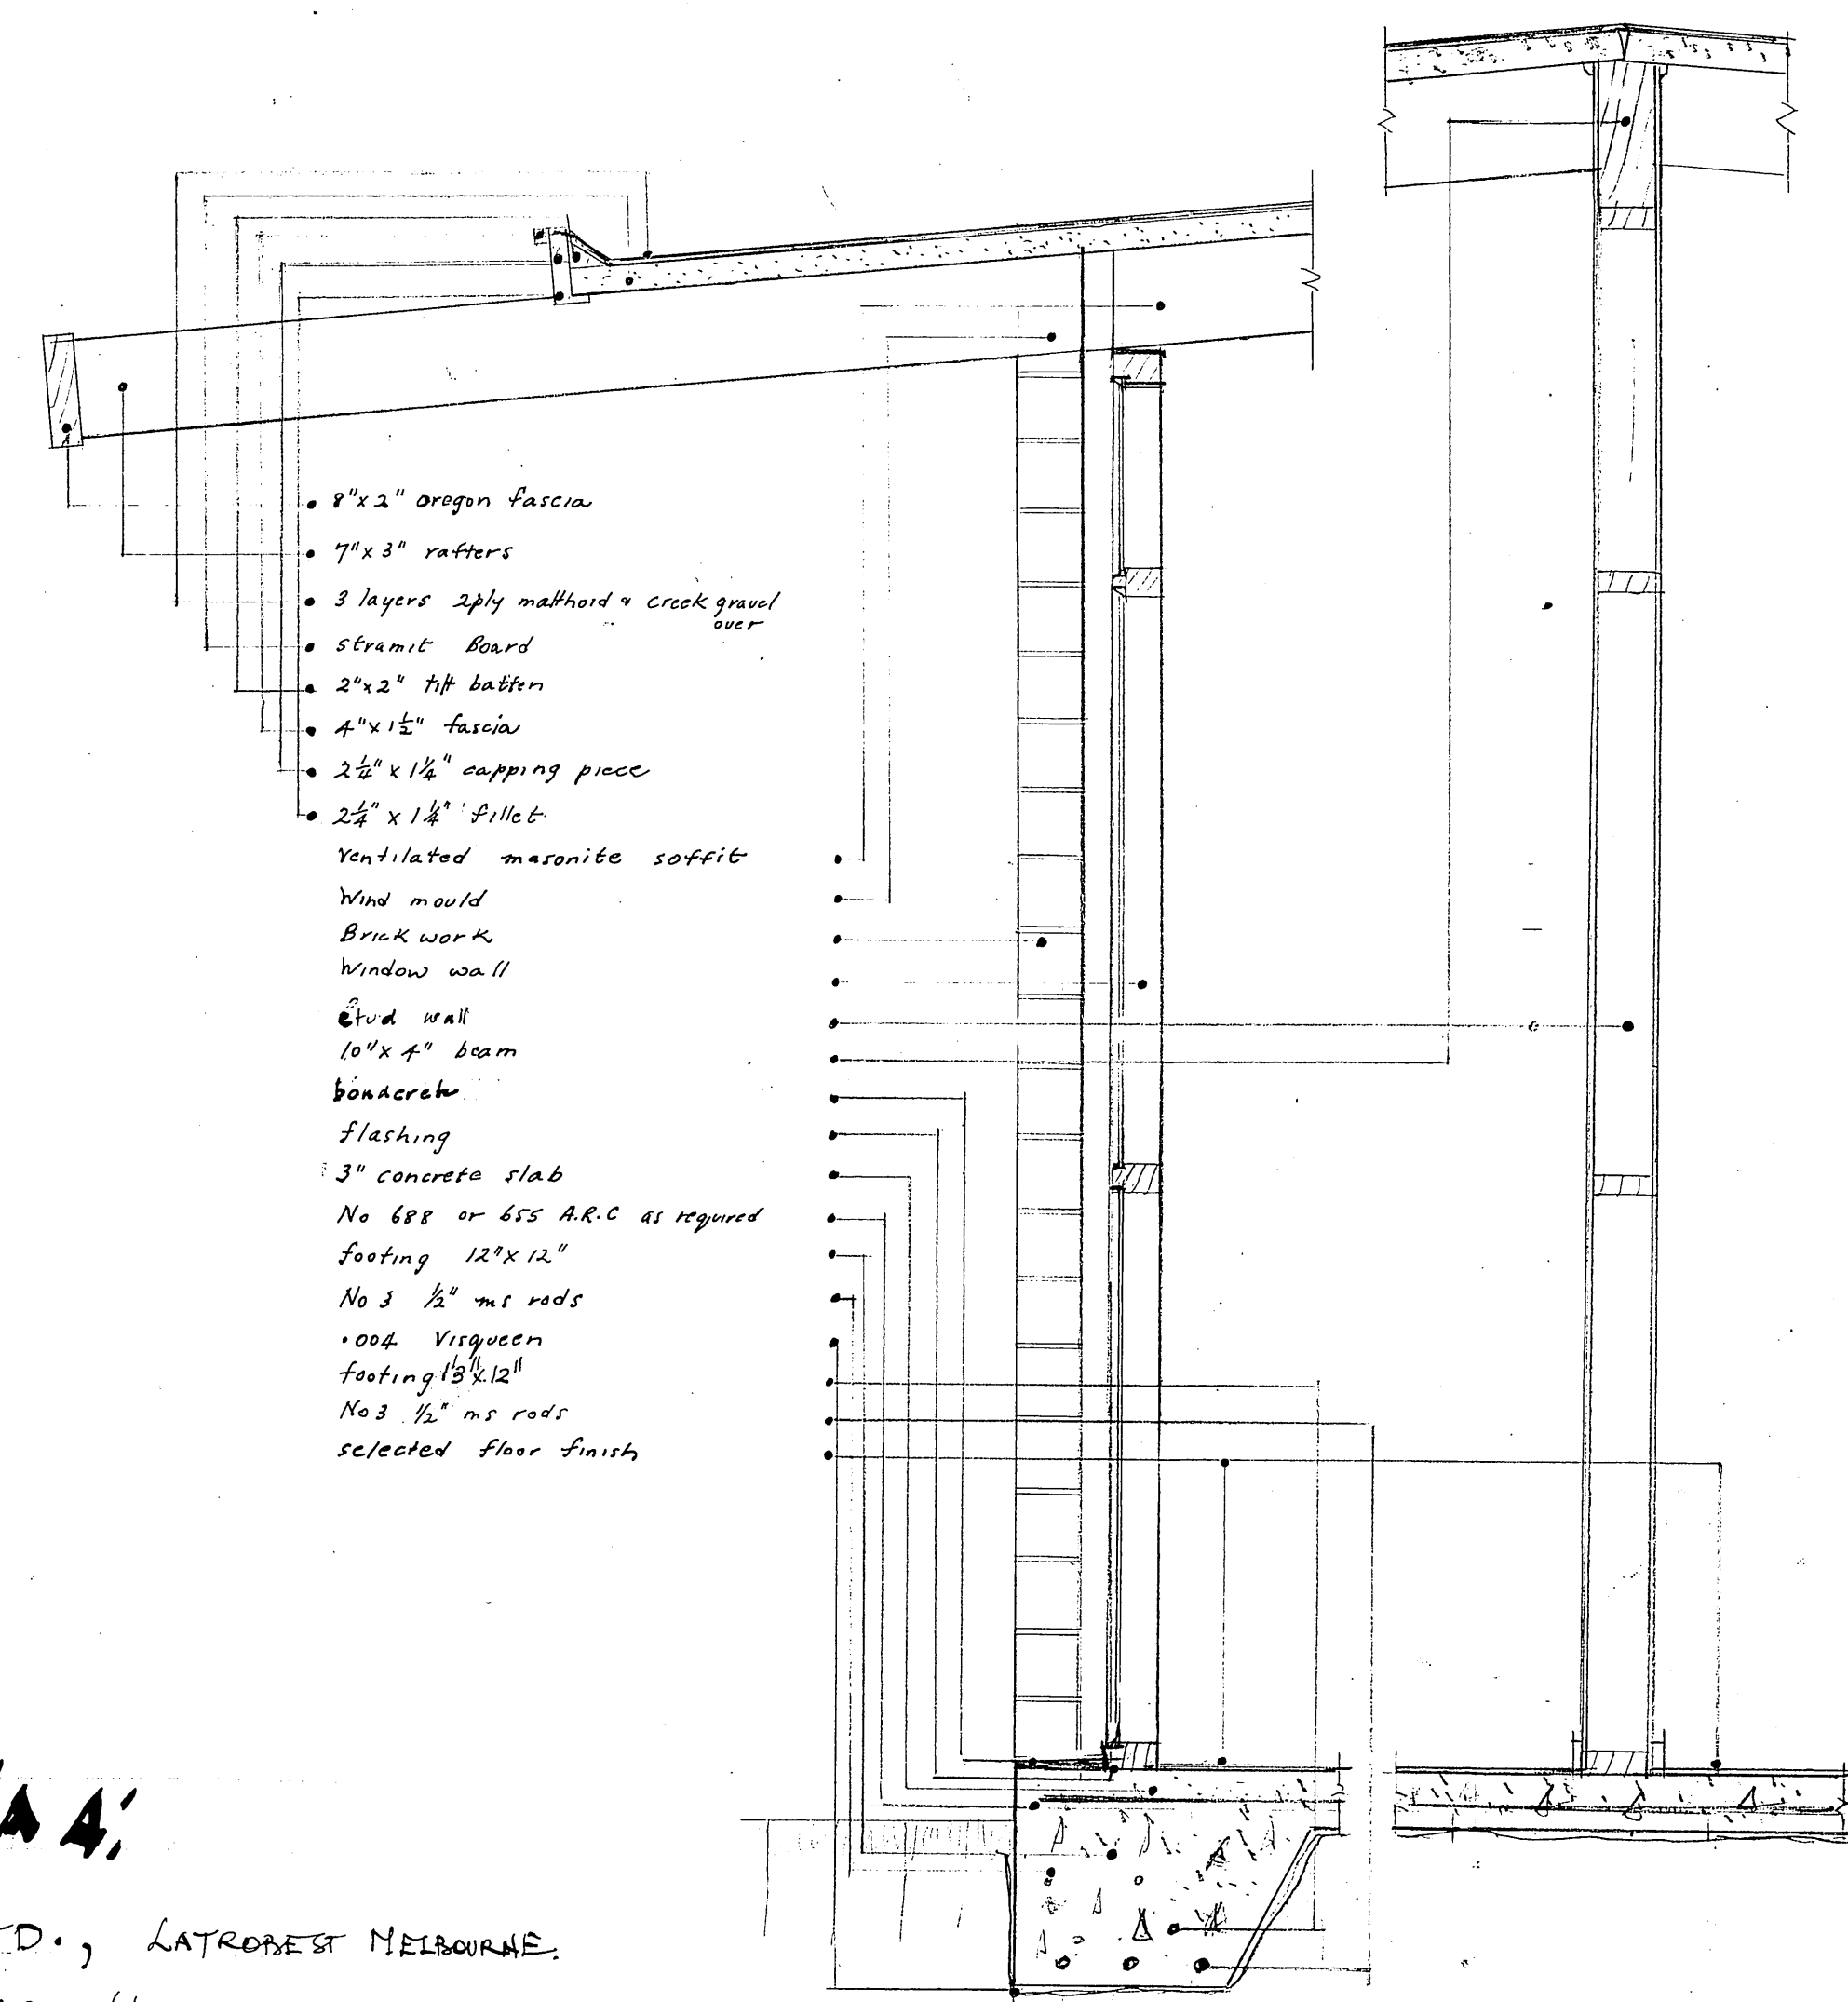 8"x 2" oregon fascia
7"x 3" rafters
3 layers 2ply malthoid & creek gravel
over
stramit Board
2"x 2" tilt batten
4"x 1½" fascia
2¼" x 1¼" capping piece
2¼" x 1¼" fillet
Ventilated masonite soffit
Wind mould
Brick work
Window wall
stud wall
10"x 4" beam
bondcrete
flashing
3" concrete slab
No 688 or 655 A.R.C as required
footing 12"x 12"
No 3 ½" ms rods
.004 Visqueen
footing 13"x 12"
No 3 ½" ms rods
selected floor finish
TD., LATROBE ST MELBOURNE.